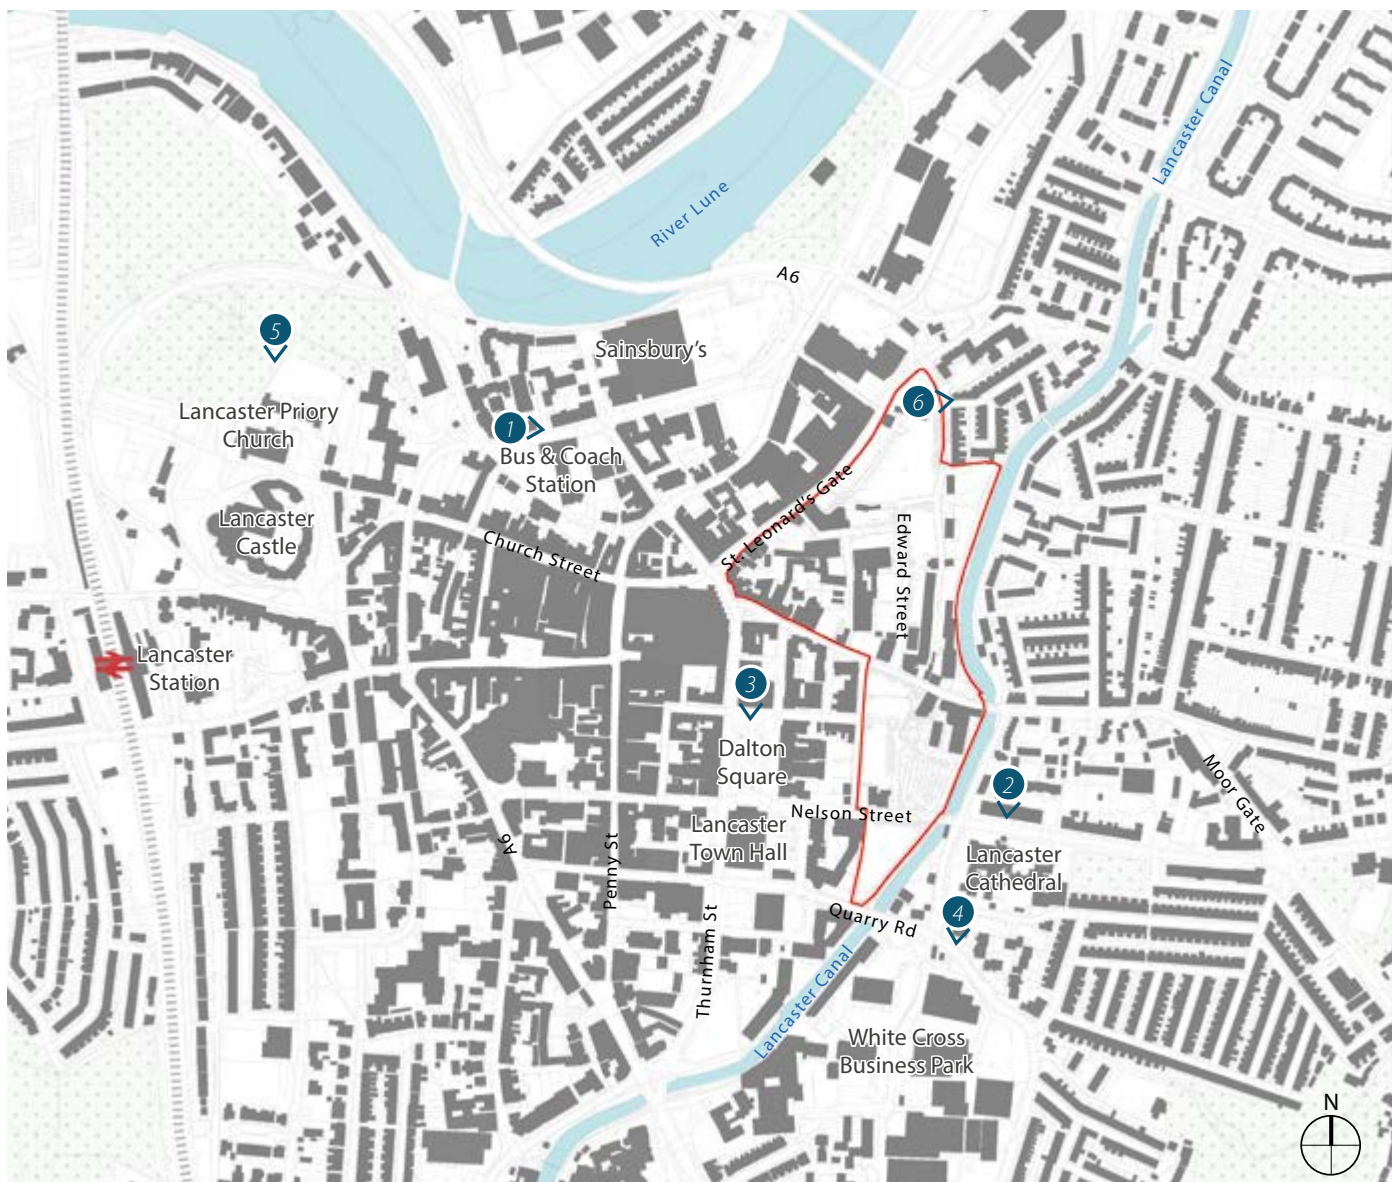 Lancaster Canal
River Lune
A6
5
Sainsbury's
6
Lancaster Priory
Church
1
Bus & Coach
Station
Lancaster
Castle
St. Leonard's Gate
Church Street
Edward Street
Lancaster
Station
3
Dalton
Square
2
Moor Gate
Nelson Street
Lancaster
Town Hall
A6
Penny St
Lancaster
Cathedral
4
Quarry Rd
Thurnham St
Lancaster Canal
White Cross
Business Park
N